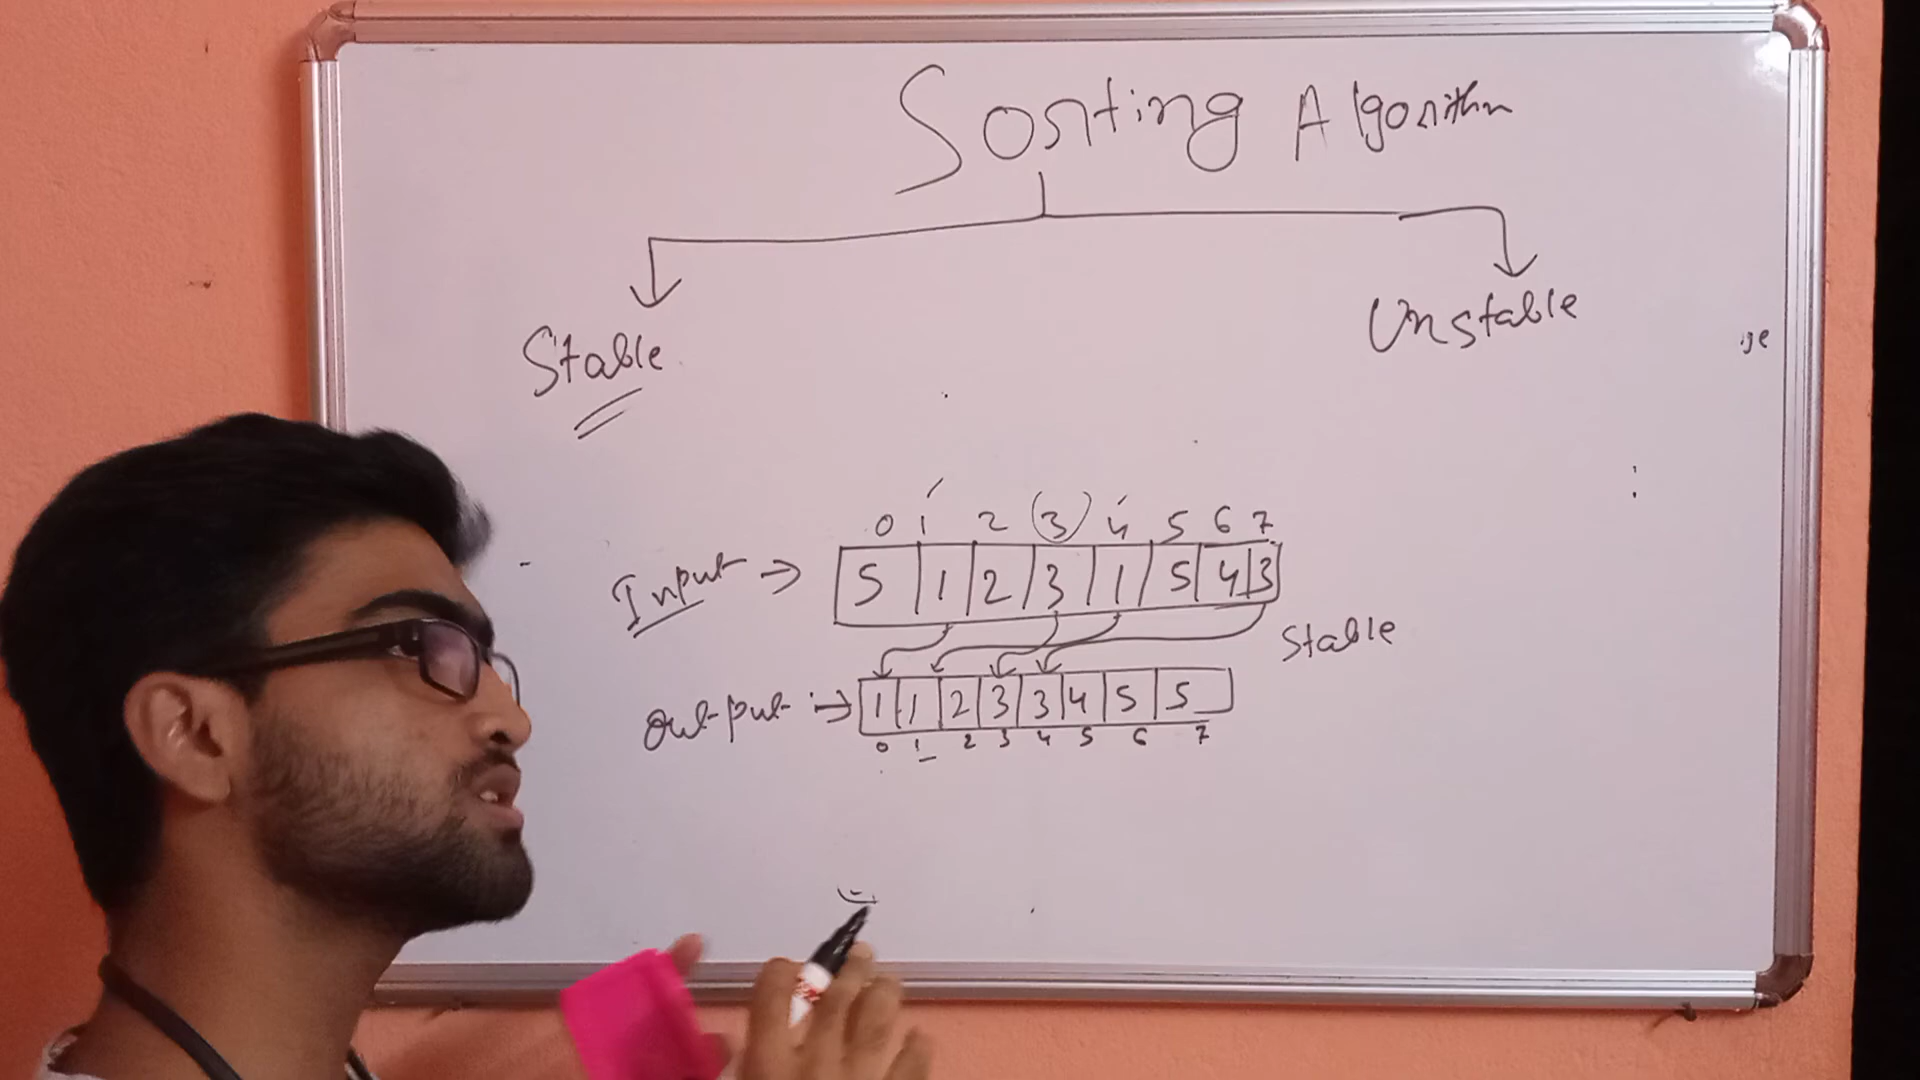 Sorting Algorithm
Stable
Unstable
ge
0 1 2 3 4 5 6 7
Input → 5 1 2 3 1 5 4 3
Stable
Output → 1 1 2 3 3 4 5 5
0 1 2 3 4 5 6 7